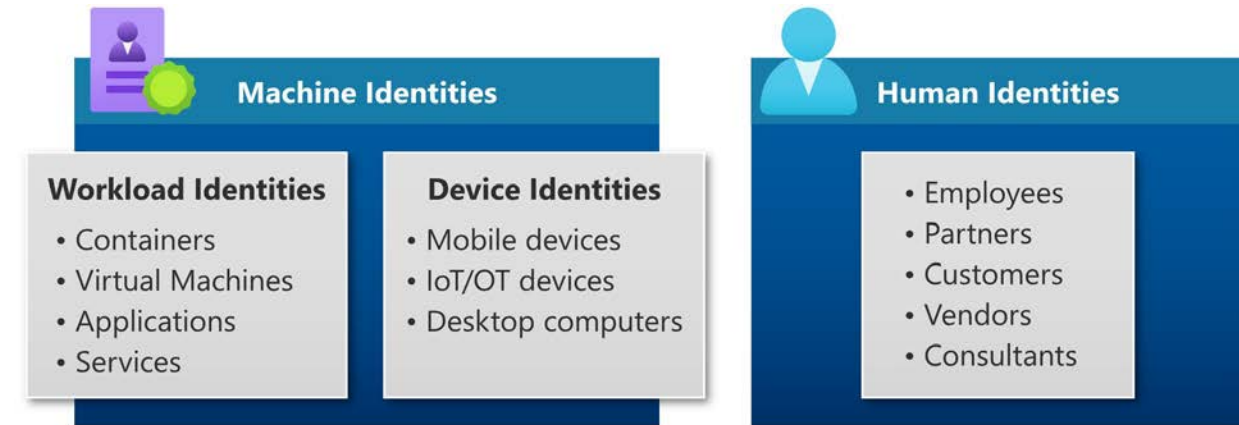 Machine Identities
Workload Identities
• Containers
• Virtual Machines
• Applications
• Services
Device Identities
• Mobile devices
• IoT/OT devices
• Desktop computers
Human Identities
• Employees
• Partners
• Customers
• Vendors
• Consultants